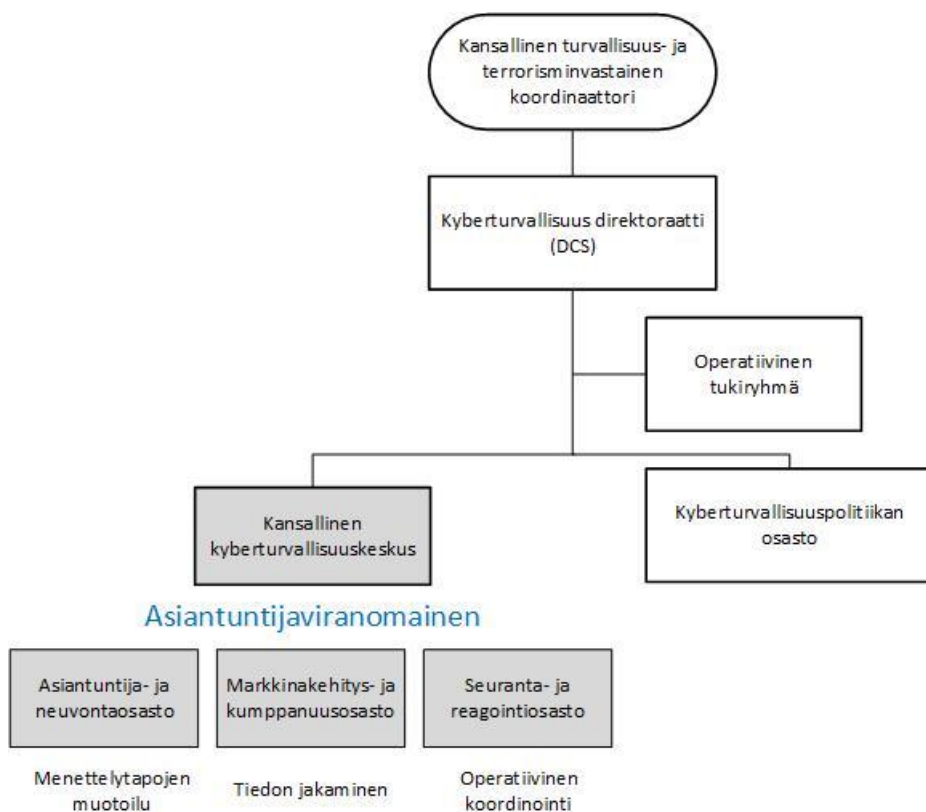 Kansallinen turvallisuus- ja
terrorisminvastainen
koordinaattori
Kyberturvallisuus direktoraatti
(DCS)
Operatiivinen
tukiryhmä
Kansallinen
kyberturvallisuuskeskus
Kyberturvallisuuspolitiikan
osasto
Asiantuntijaviranomainen
Asiantuntija- ja
neuvontaosasto
Markkinakehitys- ja
kumppanuusosasto
Seuranta- ja
reagointiosasto
Menettelytapojen
muotoilu
Tiedon jakaminen
Operatiivinen
koordinointi